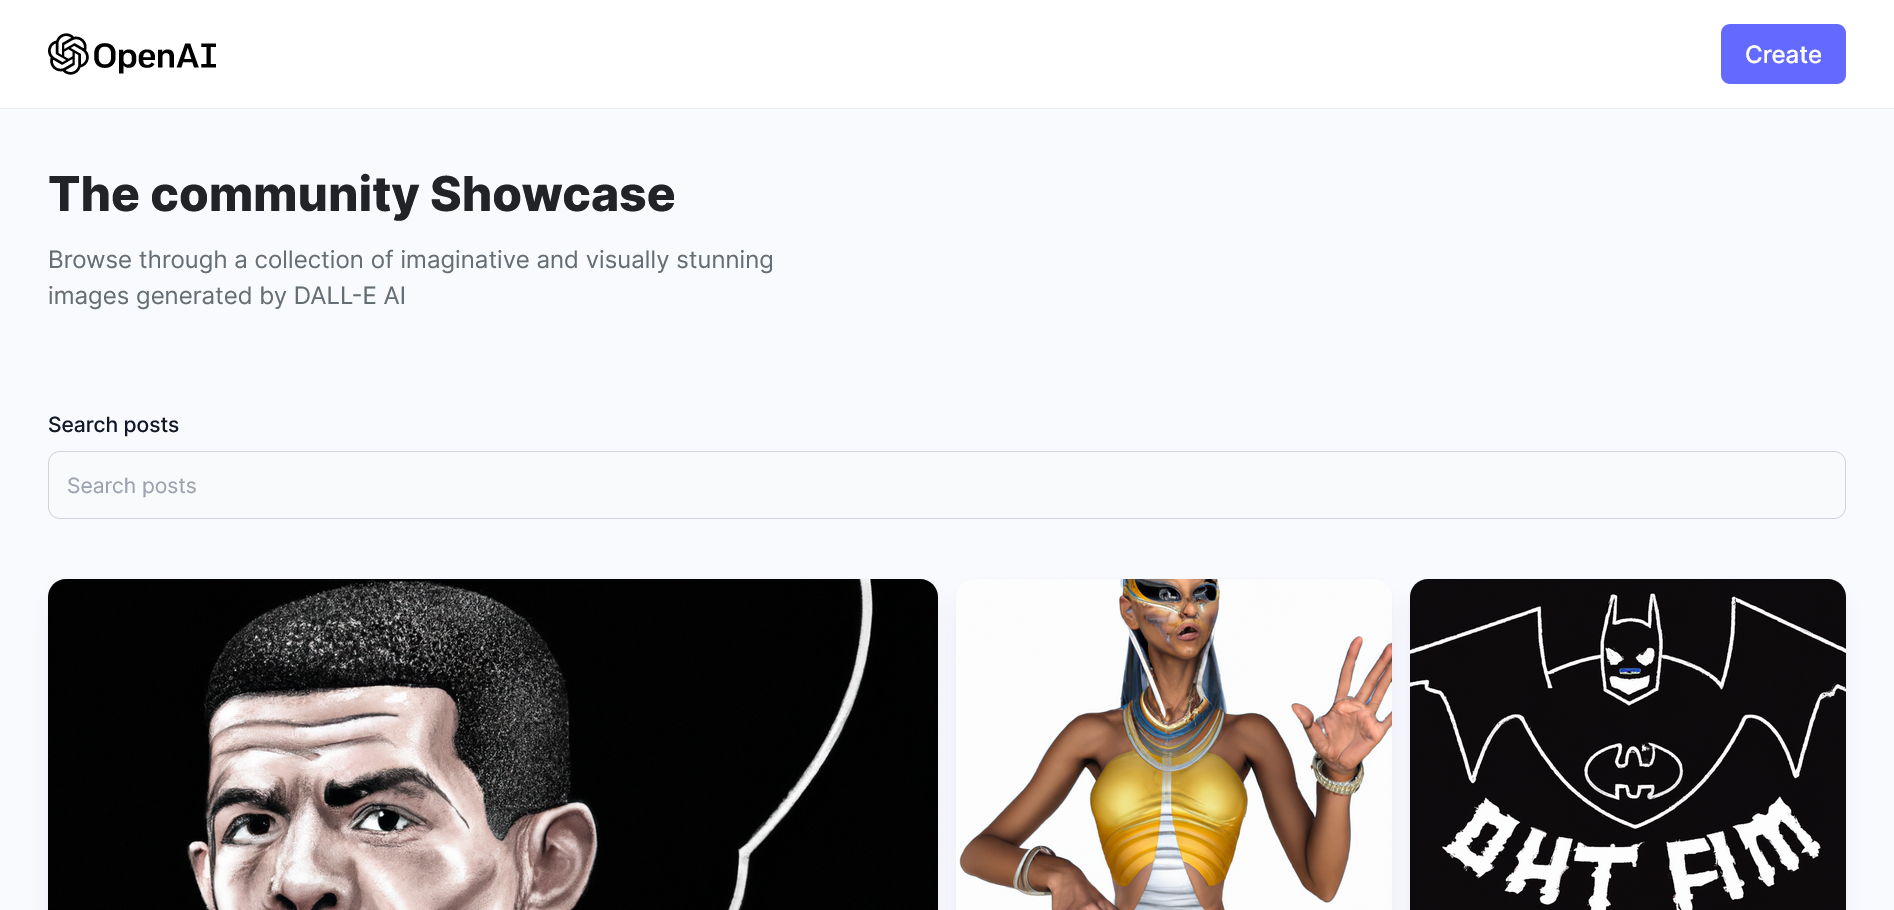 OpenAI
Create
The community Showcase
Browse through a collection of imaginative and visually stunning
images generated by DALL-E AI
Search posts
Search posts
OHT FIM